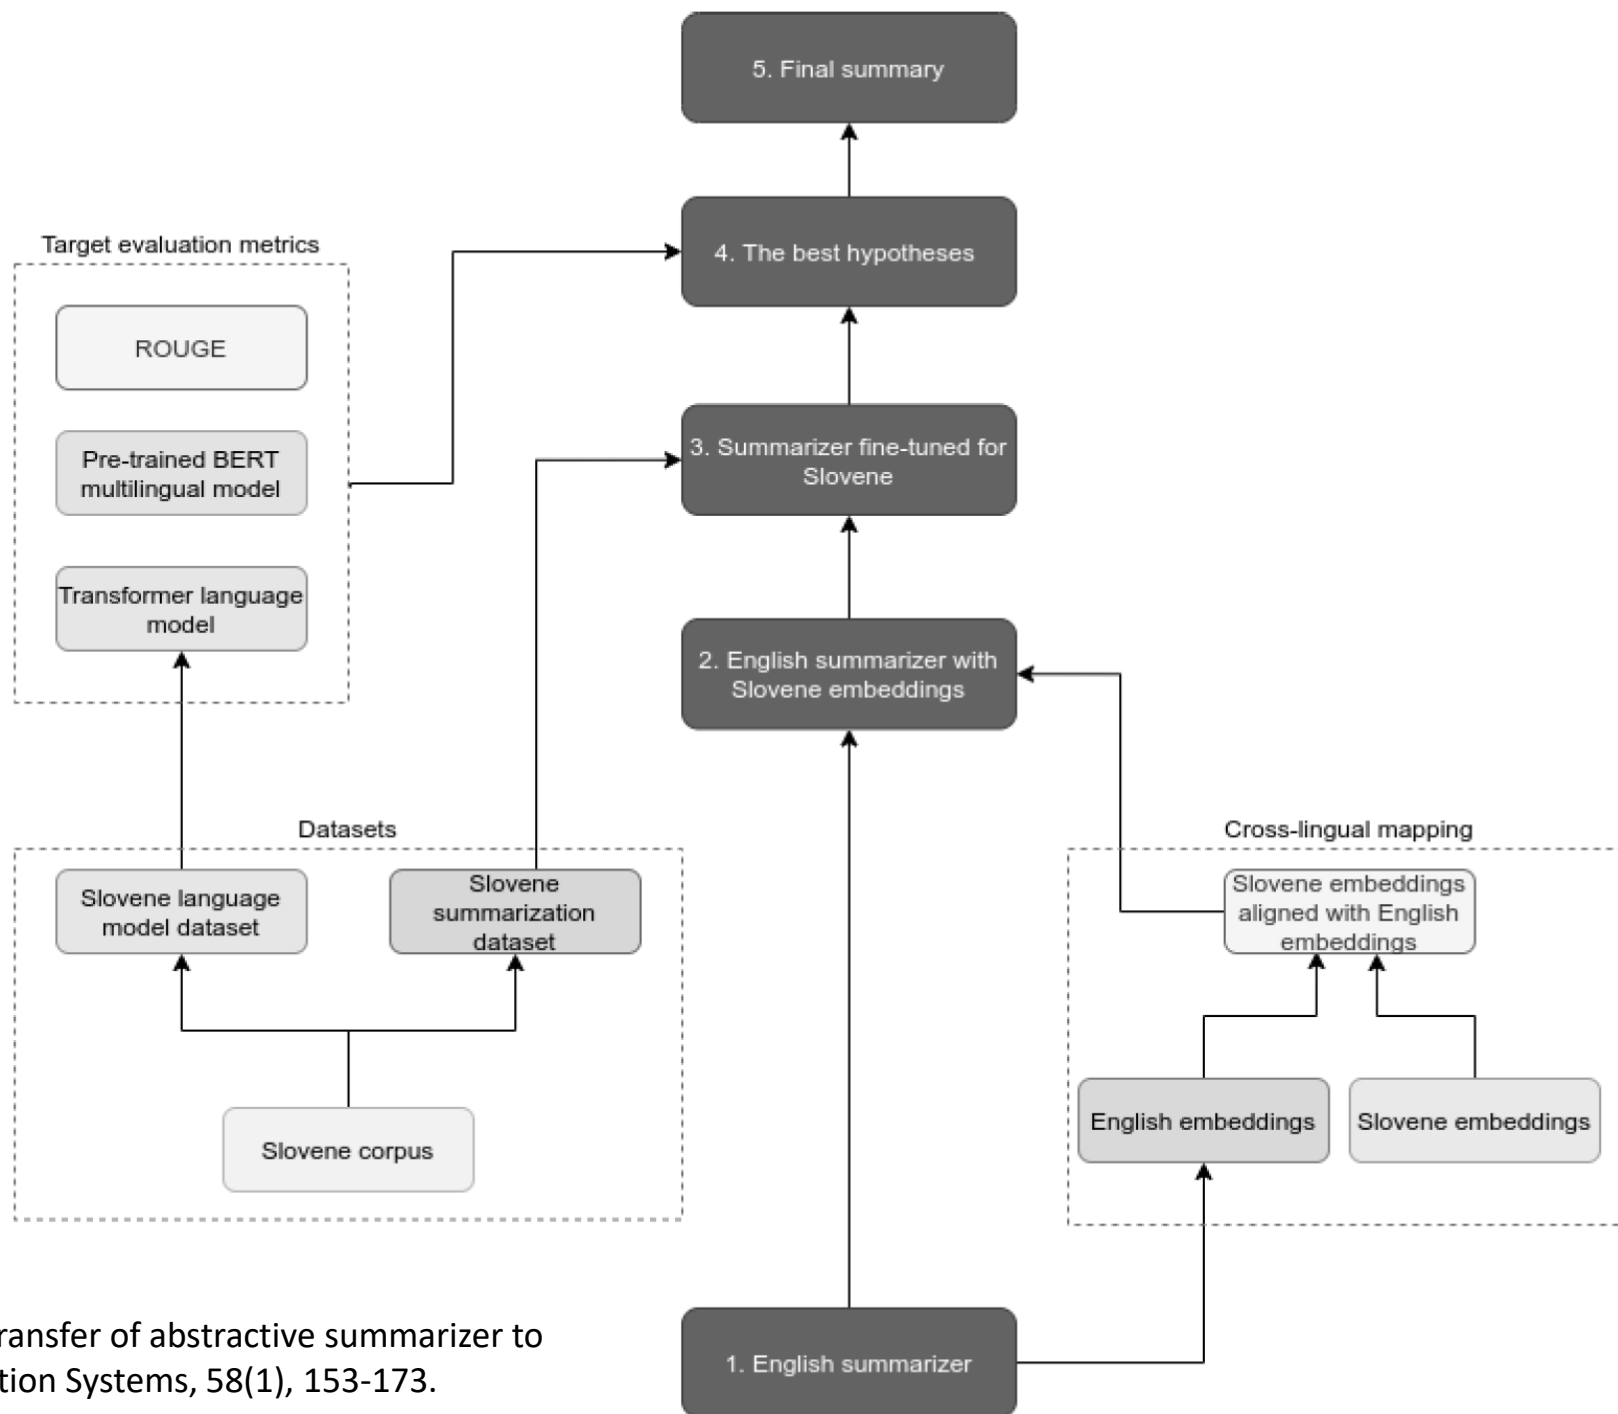 5. Final summary
4. The best hypotheses
Target evaluation metrics
ROUGE
Pre-trained BERT
multilingual model
Transformer language
model
3. Summarizer fine-tuned for
Slovene
2. English summarizer with
Slovene embeddings
Datasets
Slovene language
model dataset
Slovene
summarization
dataset
Slovene corpus
Cross-lingual mapping
Slovene embeddings
aligned with English
embeddings
English embeddings
Slovene embeddings
1. English summarizer
ransfer of abstractive summarizer to
tion Systems, 58(1), 153-173.